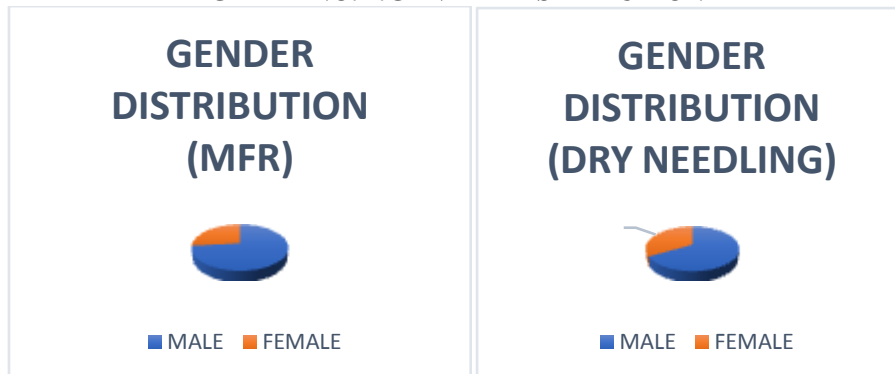 GENDER
DISTRIBUTION
(MFR)
MALE FEMALE
GENDER
DISTRIBUTION
(DRY NEEDLING)
MALE FEMALE